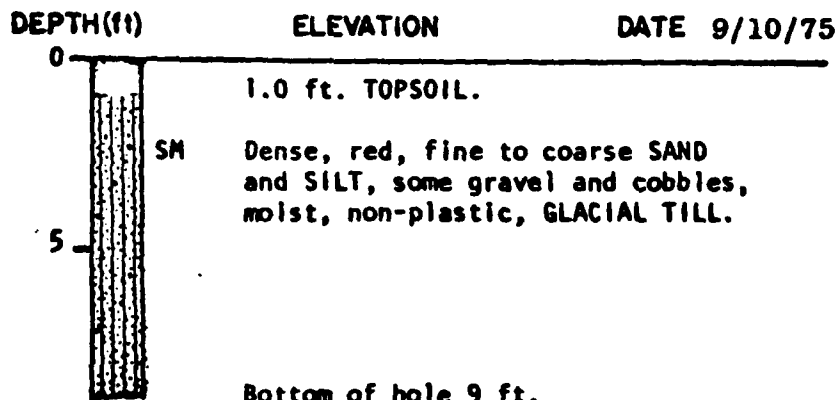 DEPTH(ft) ELEVATION DATE 9/10/75
0
1.0 ft. TOPSOIL.
SM Dense, red, fine to coarse SAND
and SILT, some gravel and cobbles,
moist, non-plastic, GLACIAL TILL.
5
Bottom of hole 9 ft.